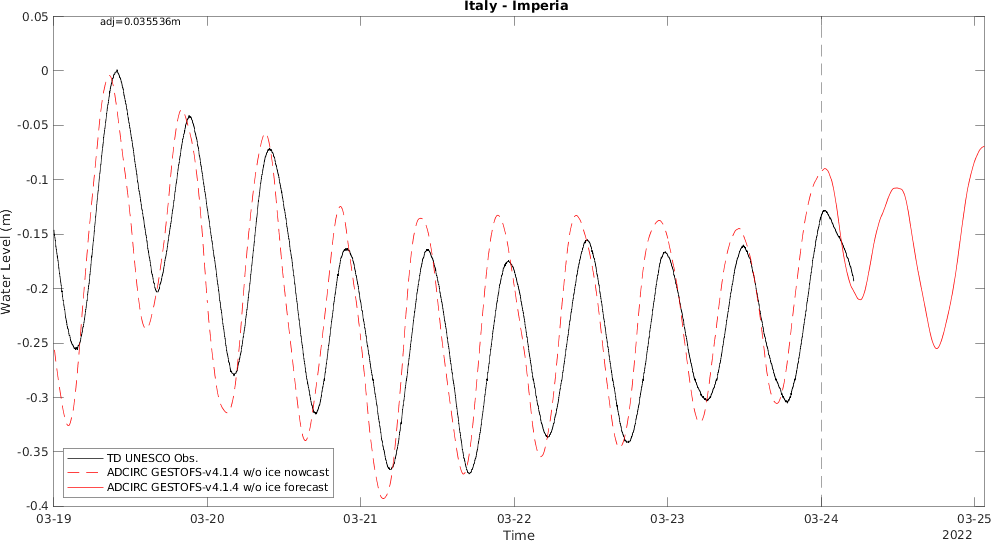 Italy - Imperia
adj=0.035536m
0.05
0
-0.05
-0.1
-0.15
-0.2
-0.25
-0.3
-0.35
-0.4
Water Level (m)
TD UNESCO Obs.
ADCIRC GESTOFS-v4.1.4 w/o ice nowcast
ADCIRC GESTOFS-v4.1.4 w/o ice forecast
03-19 03-20 03-21 03-22 03-23 03-24 03-25
Time
2022